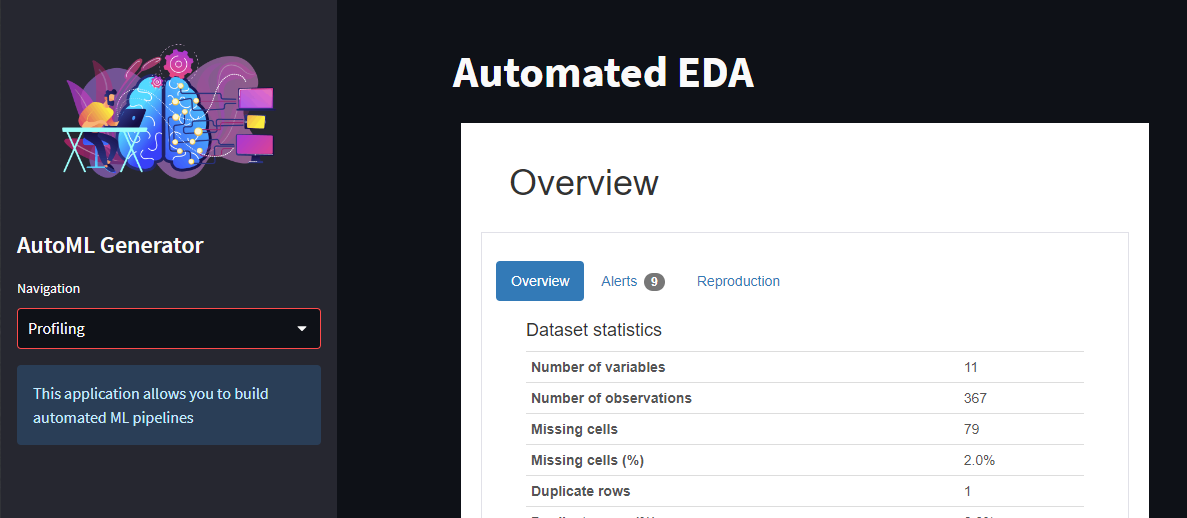 Automated EDA
AutoML Generator
Navigation
Profiling
This application allows you to build
automated ML pipelines
Overview
Overview Alerts 9 Reproduction
Dataset statistics
Number of variables 11
Number of observations 367
Missing cells 79
Missing cells (%) 2.0%
Duplicate rows 1